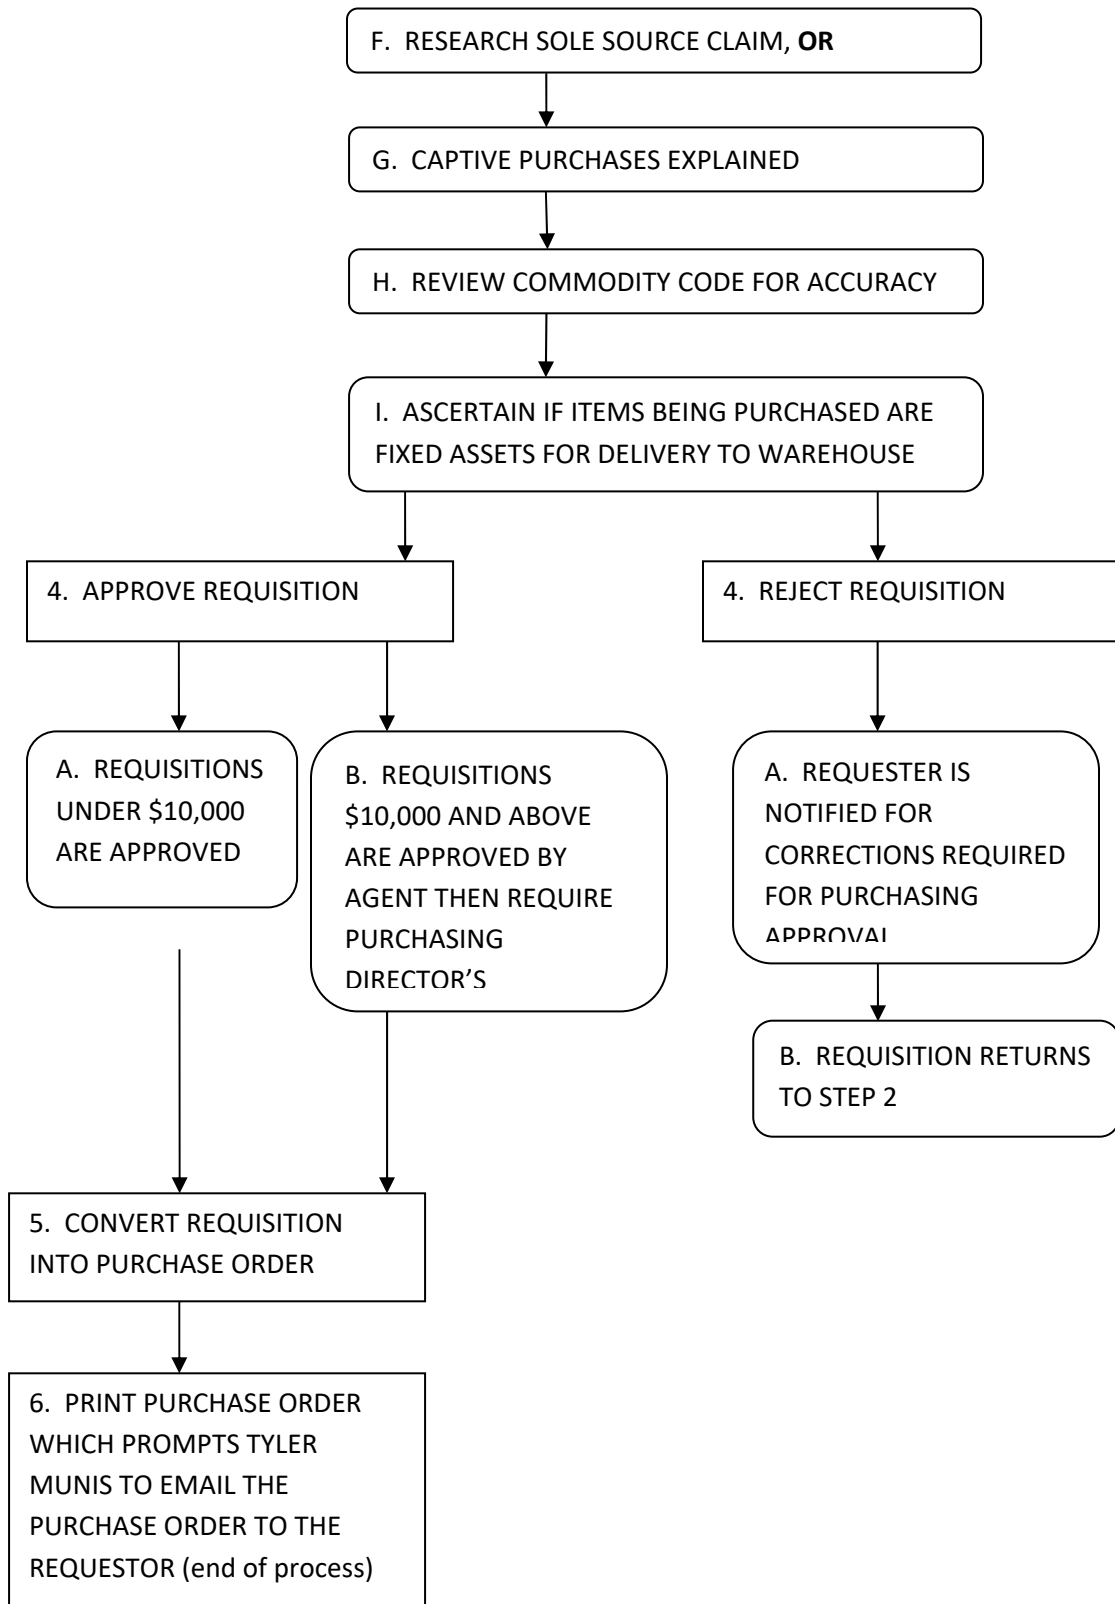 F. RESEARCH SOLE SOURCE CLAIM, OR
G. CAPTIVE PURCHASES EXPLAINED
H. REVIEW COMMODITY CODE FOR ACCURACY
I. ASCERTAIN IF ITEMS BEING PURCHASED ARE
FIXED ASSETS FOR DELIVERY TO WAREHOUSE
4. APPROVE REQUISITION
4. REJECT REQUISITION
A. REQUISITIONS
UNDER $10,000
ARE APPROVED
B. REQUISITIONS
$10,000 AND ABOVE
ARE APPROVED BY
AGENT THEN REQUIRE
PURCHASING
DIRECTOR’S
A. REQUESTER IS
NOTIFIED FOR
CORRECTIONS REQUIRED
FOR PURCHASING
APPROVAL
B. REQUISITION RETURNS
TO STEP 2
5. CONVERT REQUISITION
INTO PURCHASE ORDER
6. PRINT PURCHASE ORDER
WHICH PROMPTS TYLER
MUNIS TO EMAIL THE
PURCHASE ORDER TO THE
REQUESTOR (end of process)